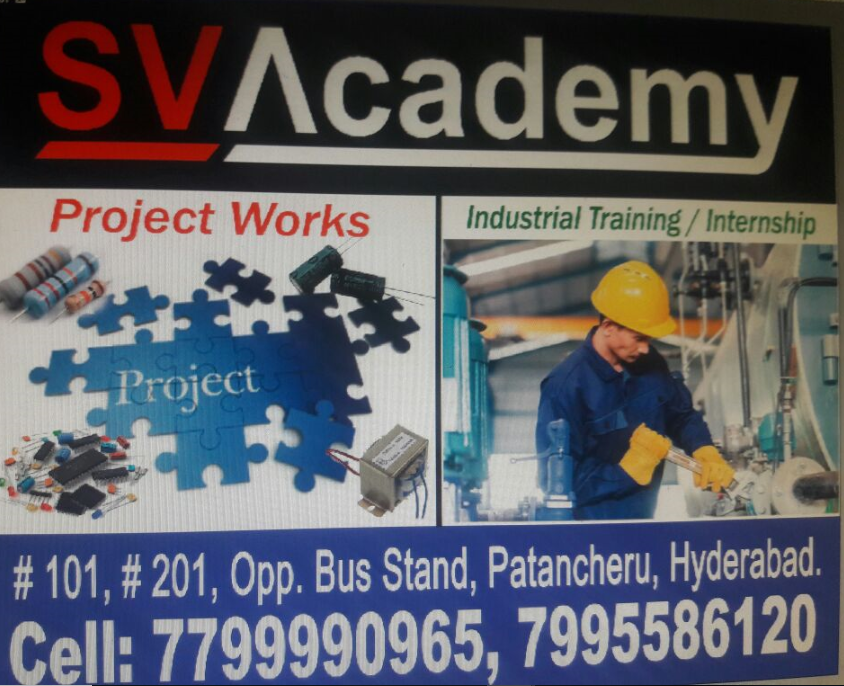 SVAcademy
Project Works
Industrial Training / Internship
Project
# 101, # 201, Opp. Bus Stand, Patancheru, Hyderabad.
Cell: 7799990965, 7995586120